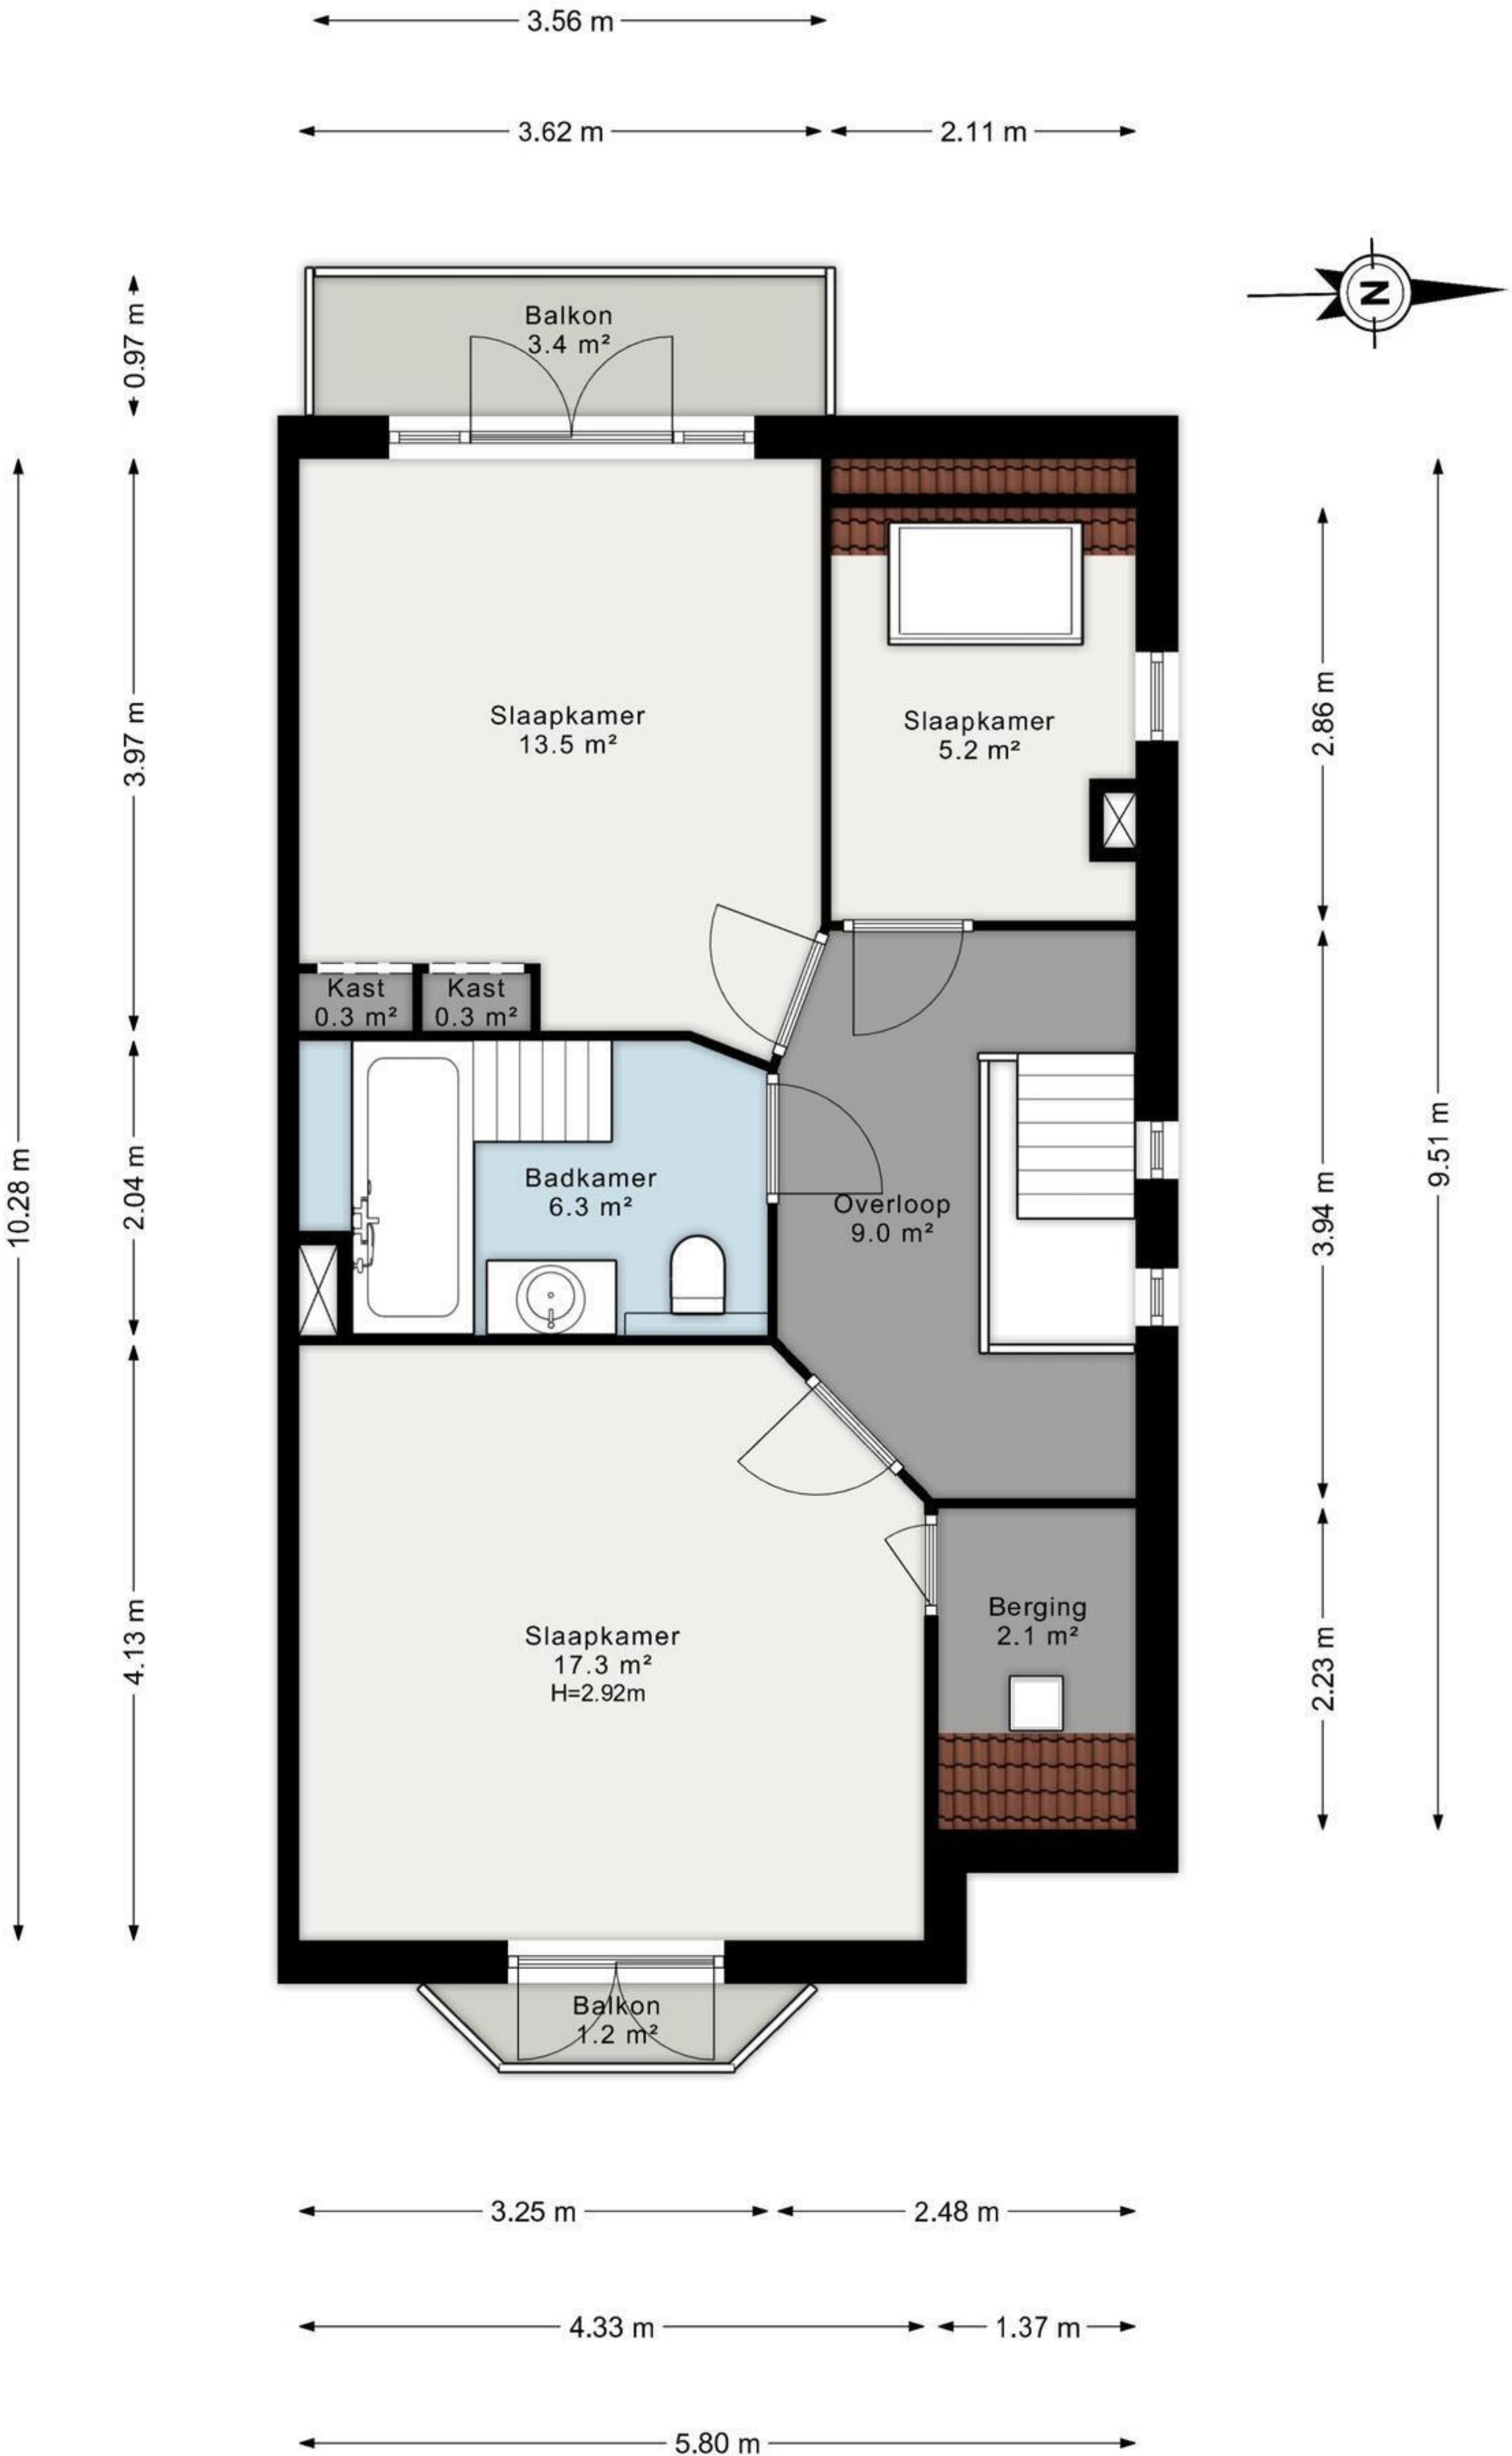 3.56 m
3.62 m
2.11 m
N
0.97 m
Balkon
3.4 m²
3.97 m
Slaapkamer
13.5 m²
Slaapkamer
5.2 m²
2.86 m
Kast
0.3 m²
Kast
0.3 m²
10.28 m
2.04 m
Badkamer
6.3 m²
Overloop
9.0 m²
3.94 m
9.51 m
4.13 m
Slaapkamer
17.3 m²
H=2.92m
Berging
2.1 m²
2.23 m
Balkon
1.2 m²
3.25 m
2.48 m
4.33 m
1.37 m
5.80 m